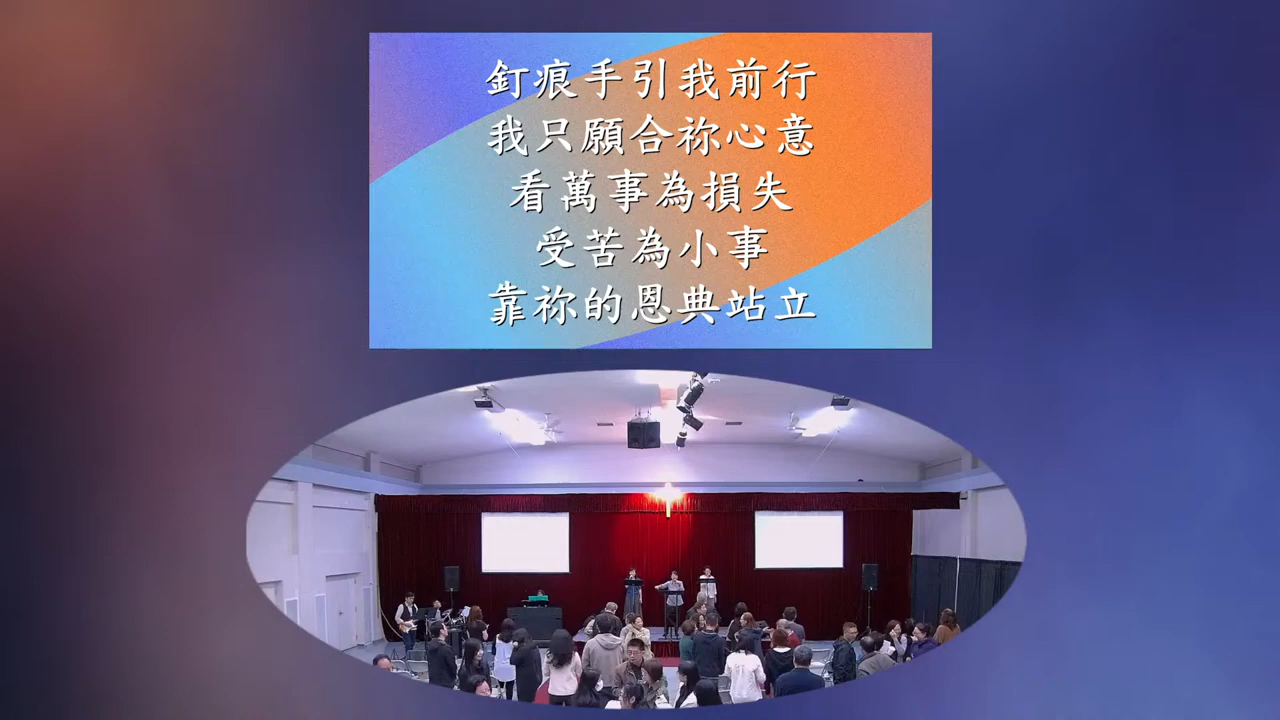 釘痕手引我前行
我只願合祢心意
看萬事為損失
受苦為小事
靠祢的恩典站立